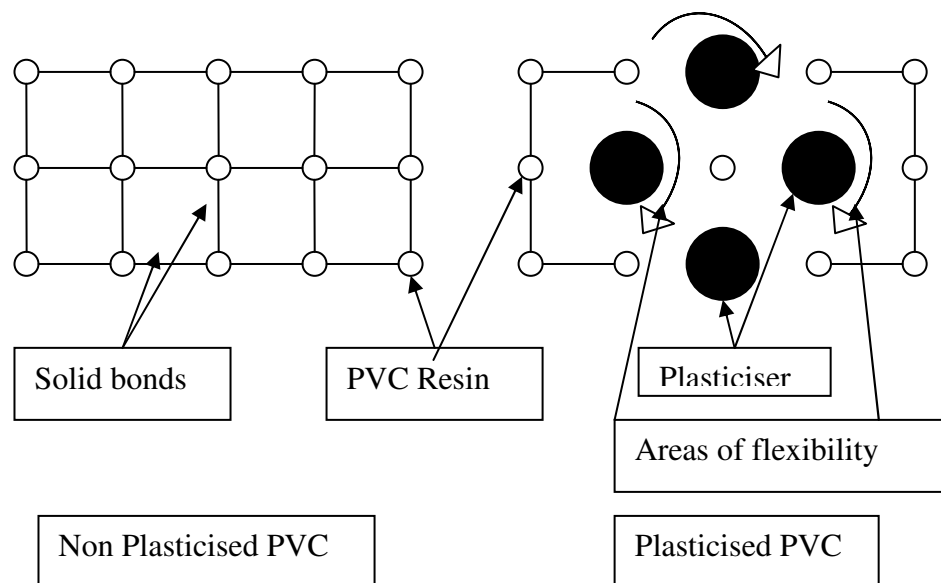 Solid bonds
PVC Resin
Plasticiser
Areas of flexibility
Non Plasticised PVC
Plasticised PVC